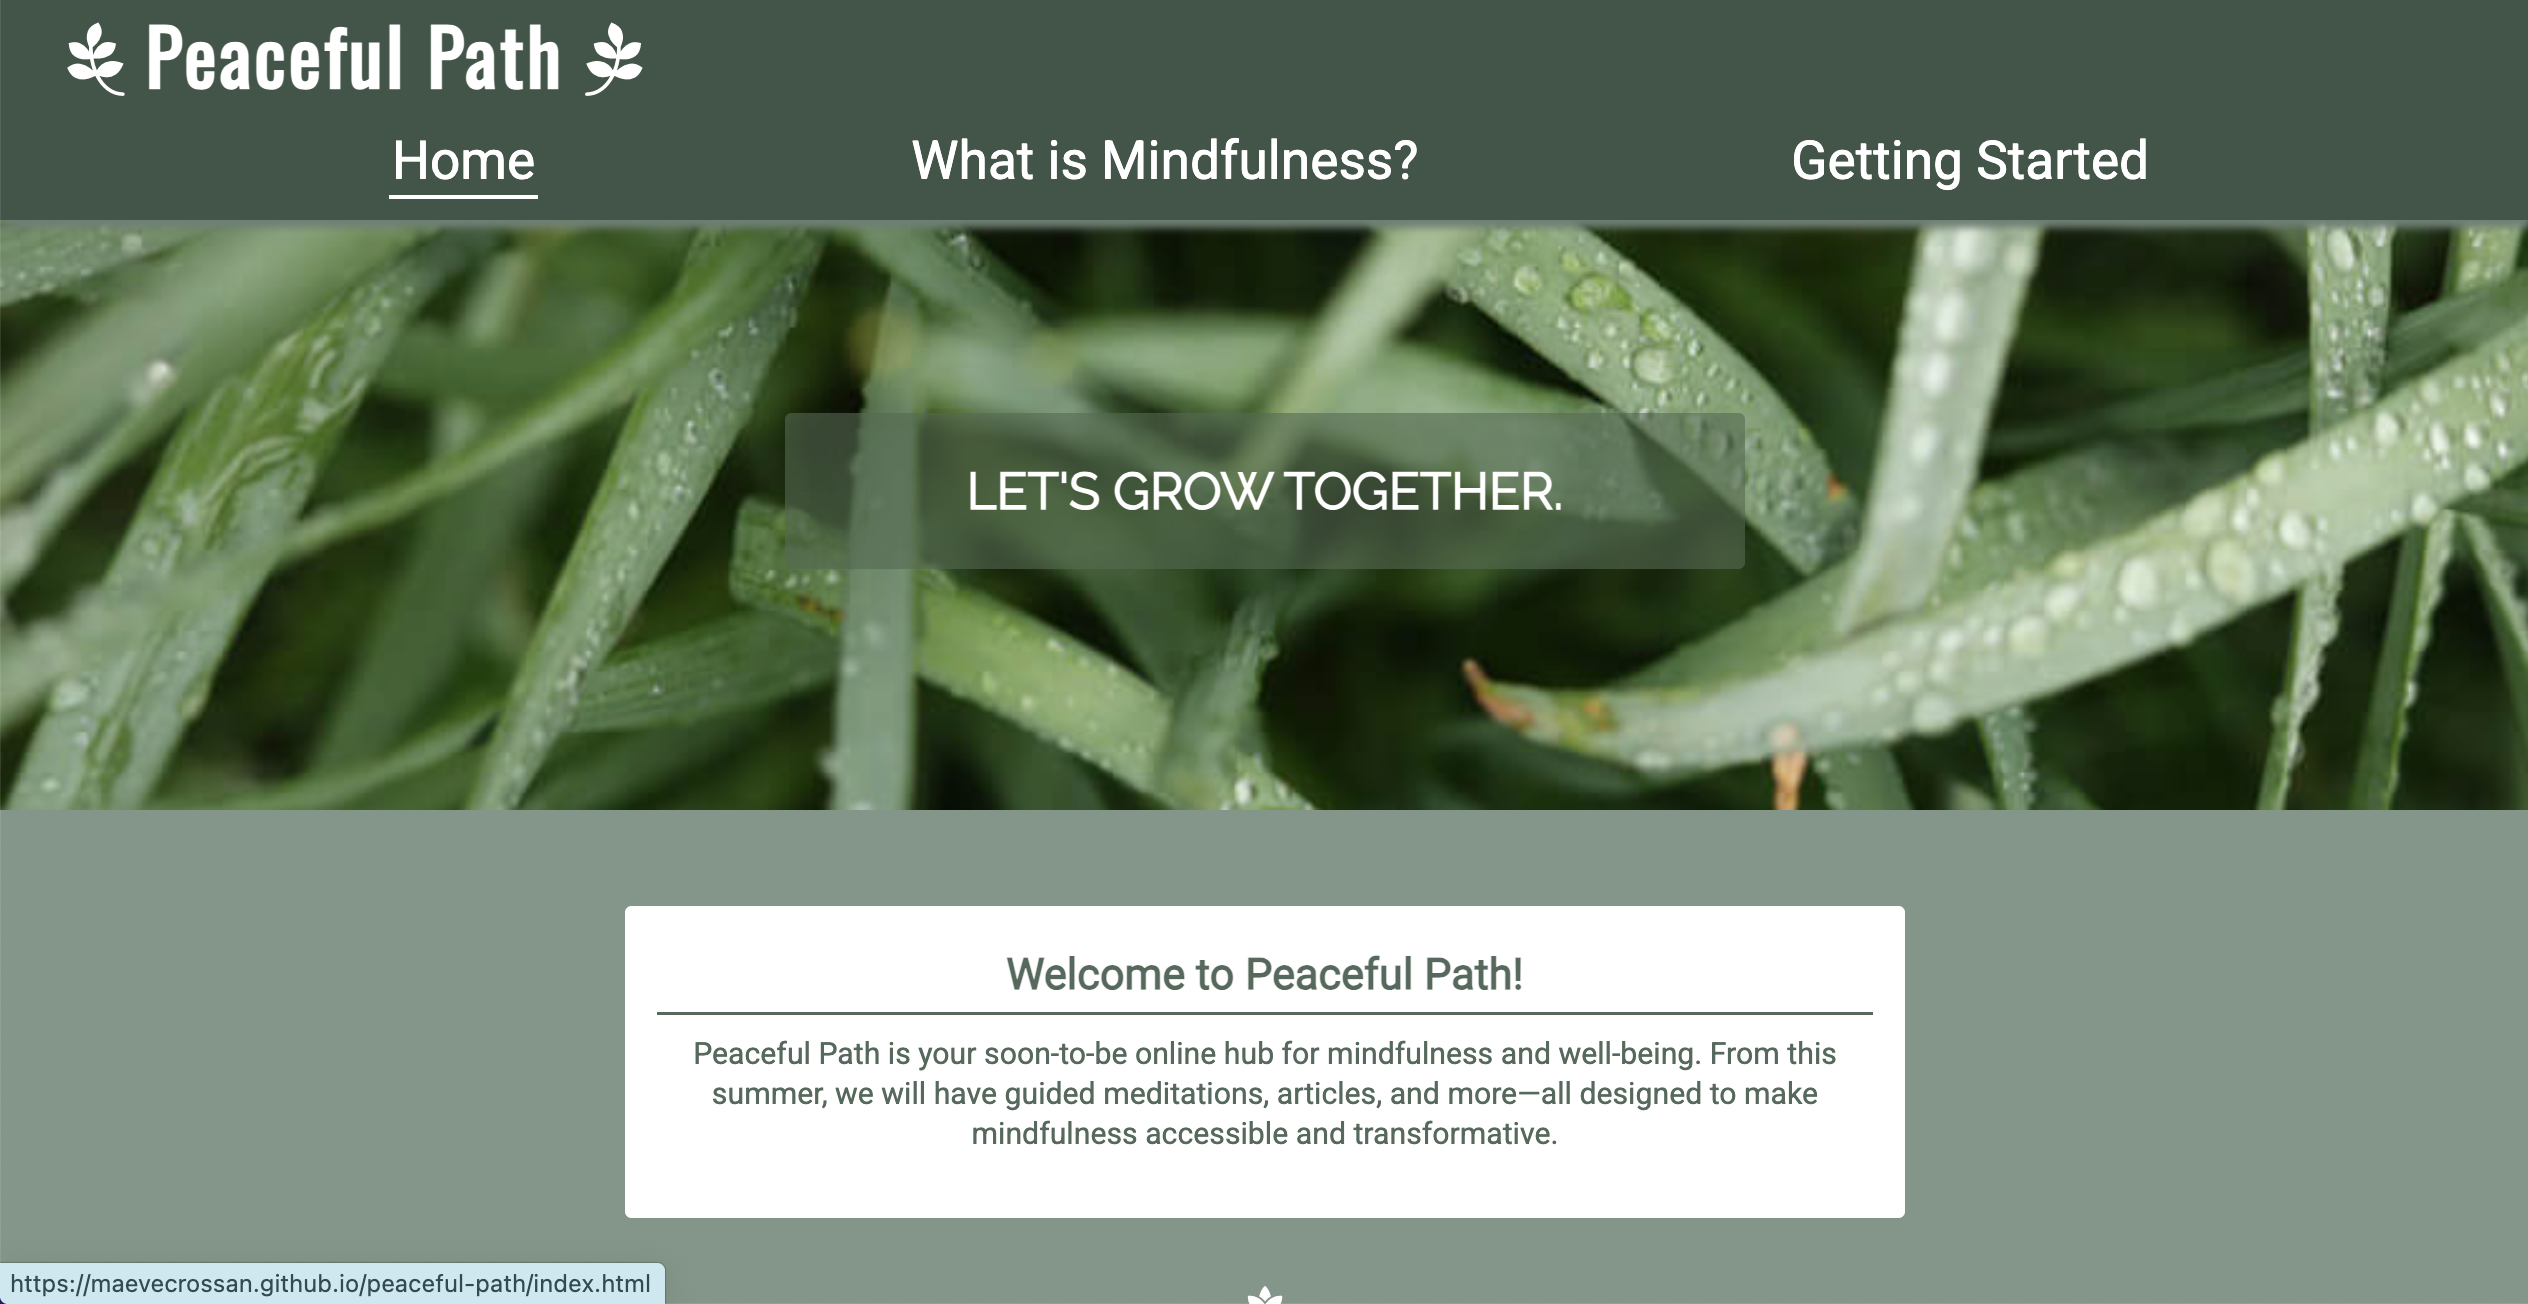 Peaceful Path
Home
What is Mindfulness?
Getting Started
LET'S GROW TOGETHER.
Welcome to Peaceful Path!
Peaceful Path is your soon-to-be online hub for mindfulness and well-being. From this
summer, we will have guided meditations, articles, and more—all designed to make
mindfulness accessible and transformative.
https://maevecrossan.github.io/peaceful-path/index.html